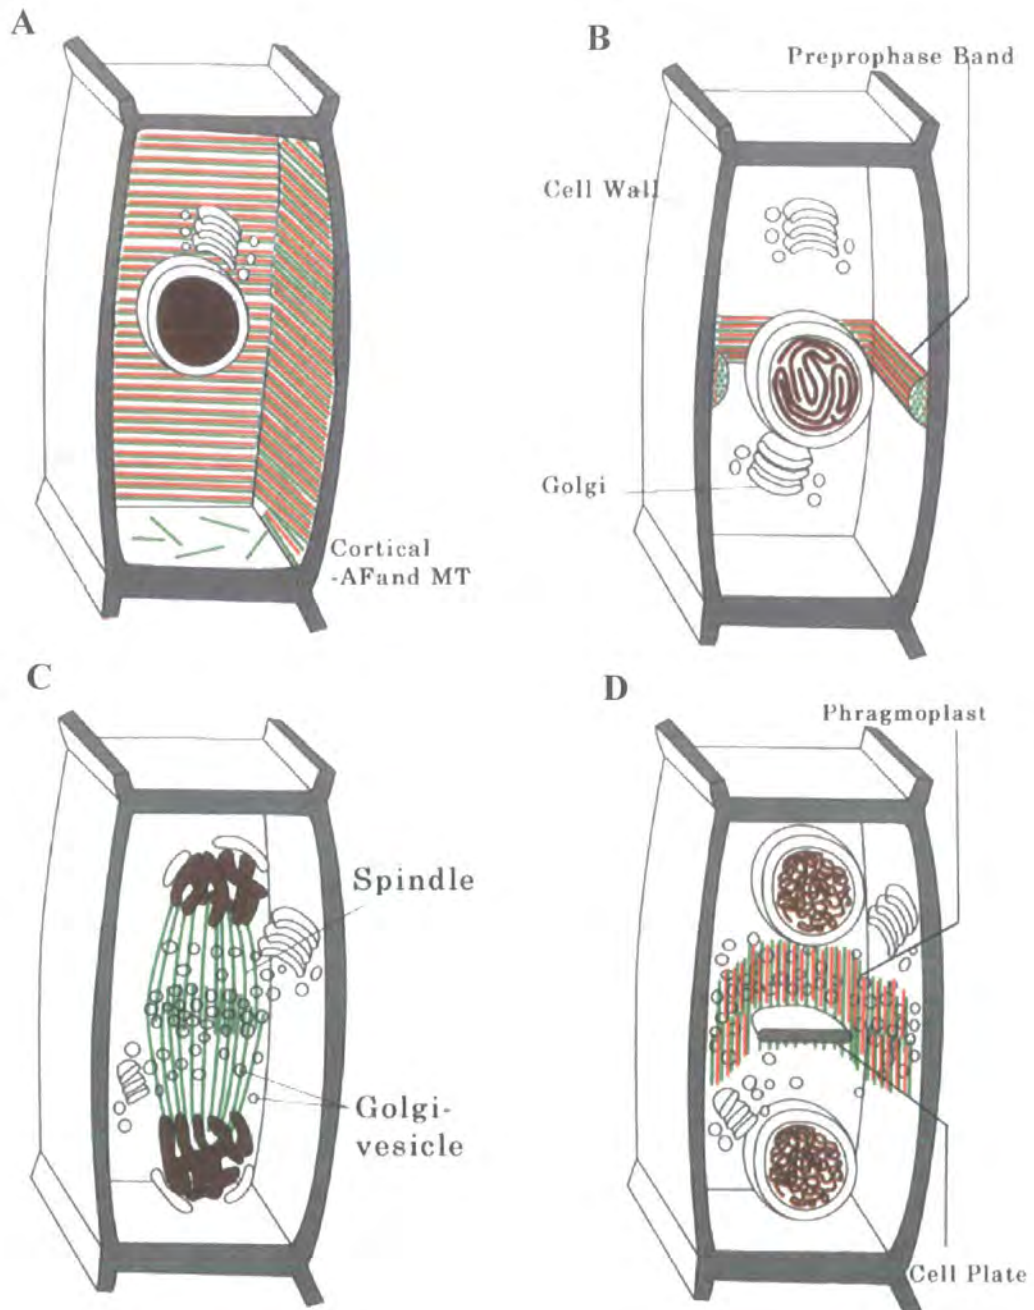 A
B
Preprophase Band
Cell Wall
Golgi
Cortical
-AFand MT
C
D
Phragmoplast
Spindle
Golgi-
vesicle
Cell Plate